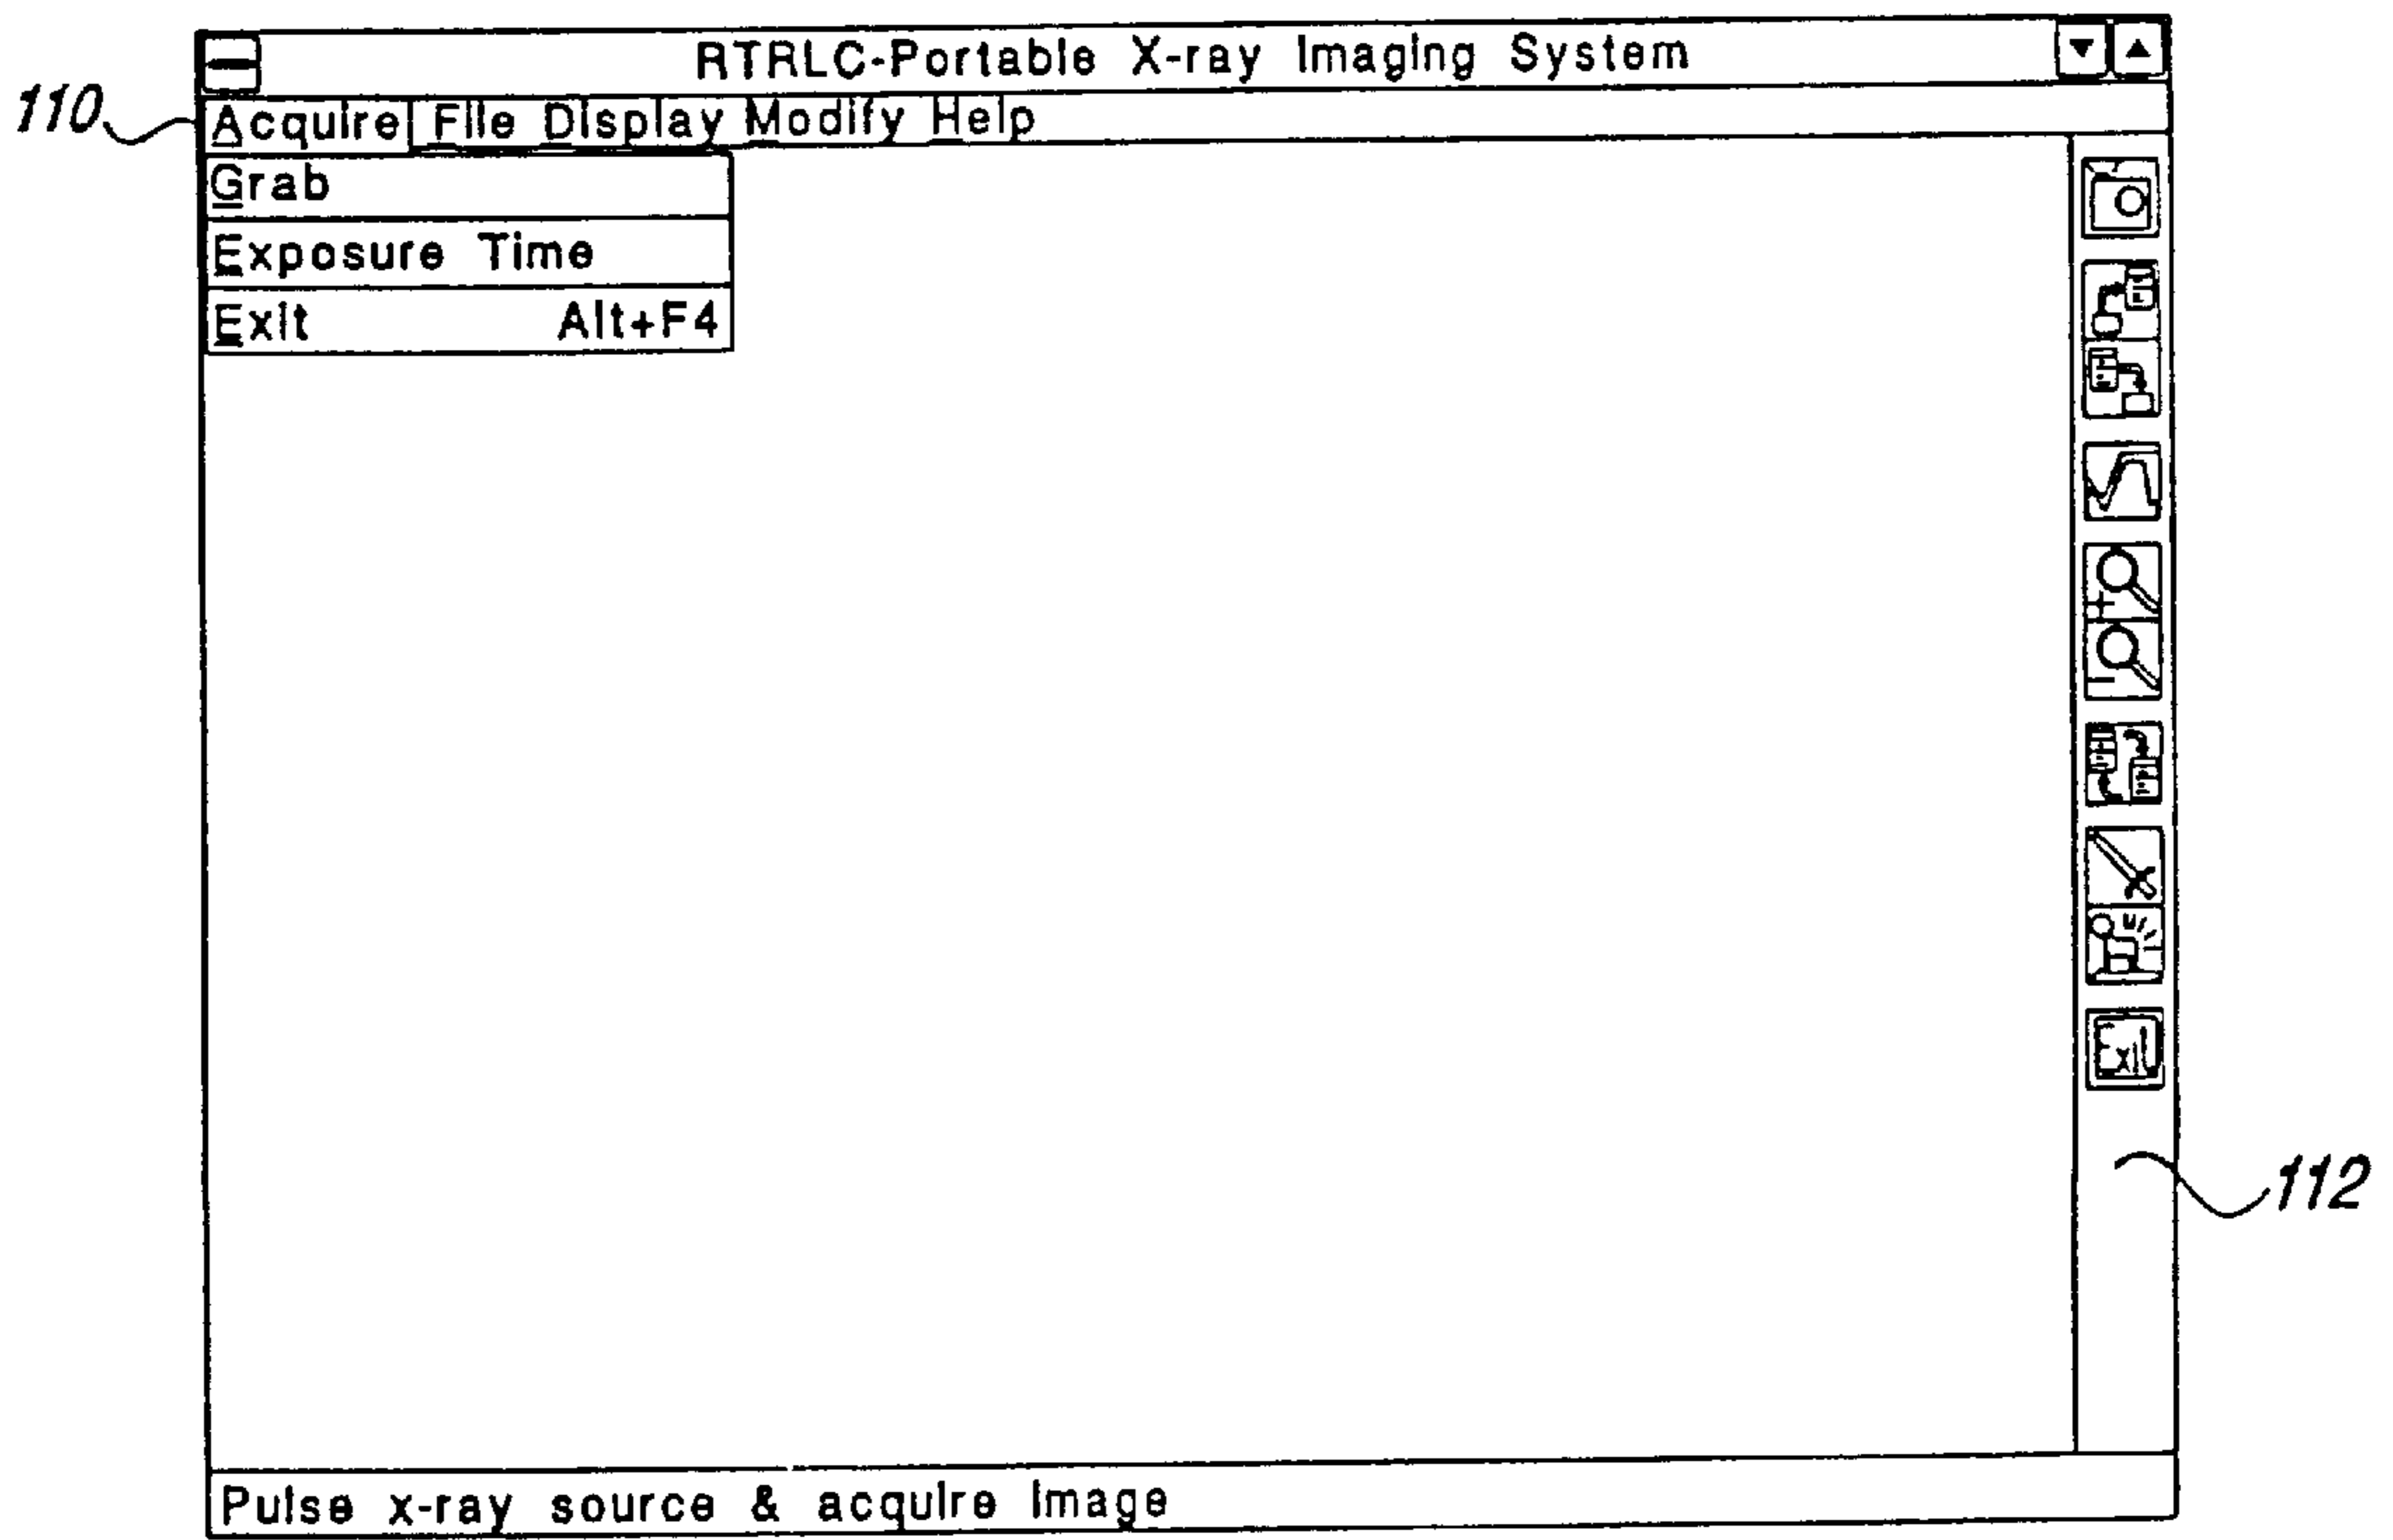 RTRLC-Portable X-ray Imaging System
110
Acquire File Display Modify Help
Grab
Exposure Time
Exit Alt+F4
112
Pulse x-ray source & acquire image